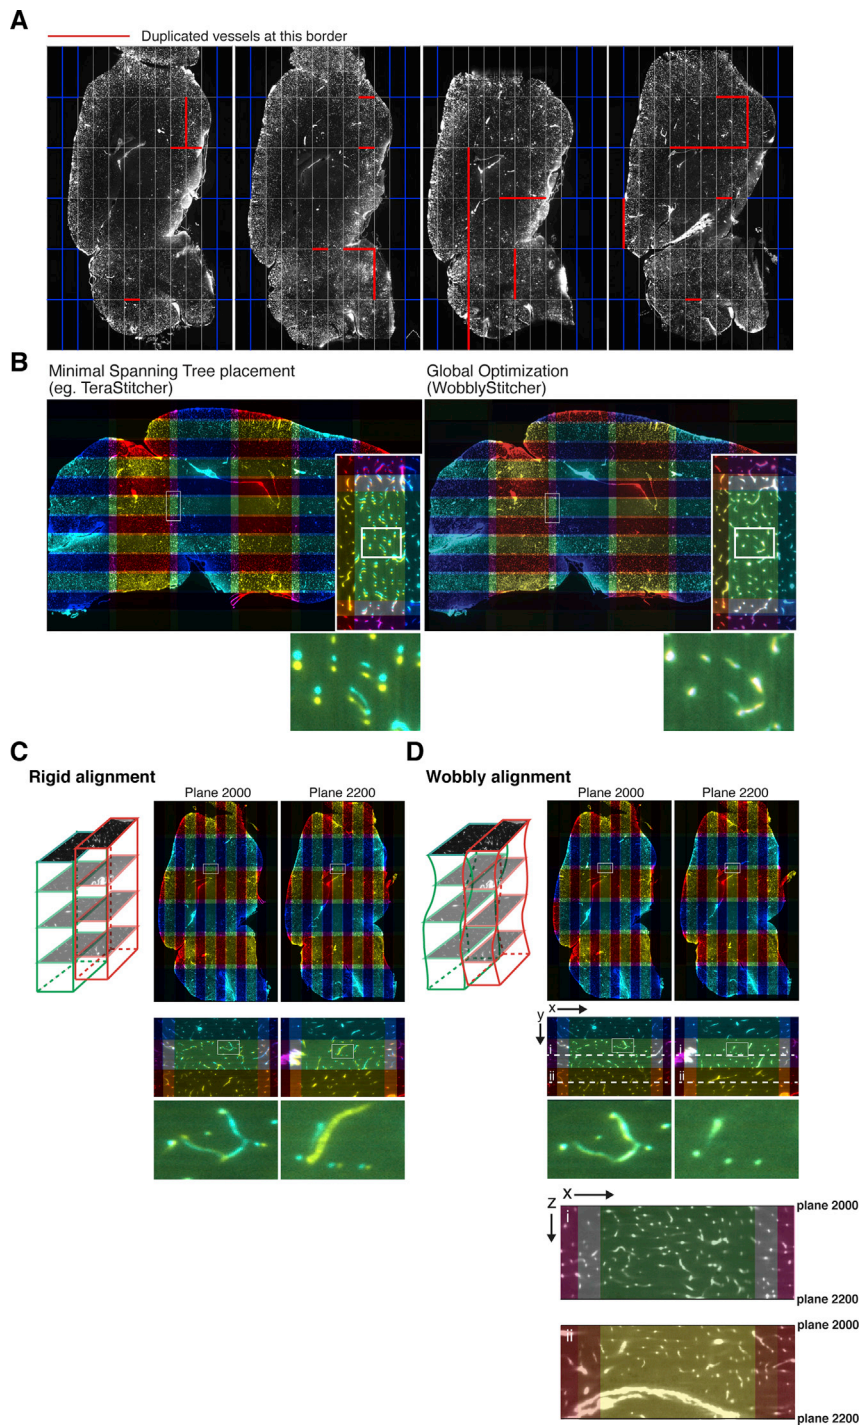 A
Duplicated vessels at this border
B
Minimal Spanning Tree placement
(eg. TeraStitcher)
Global Optimization
(WobblyStitcher)
C
Rigid alignment
Plane 2000
Plane 2200
D
Wobbly alignment
Plane 2000
Plane 2200
x
y
i
ii
i
ii
X
Z
i
plane 2000
plane 2200
ii
plane 2000
plane 2200